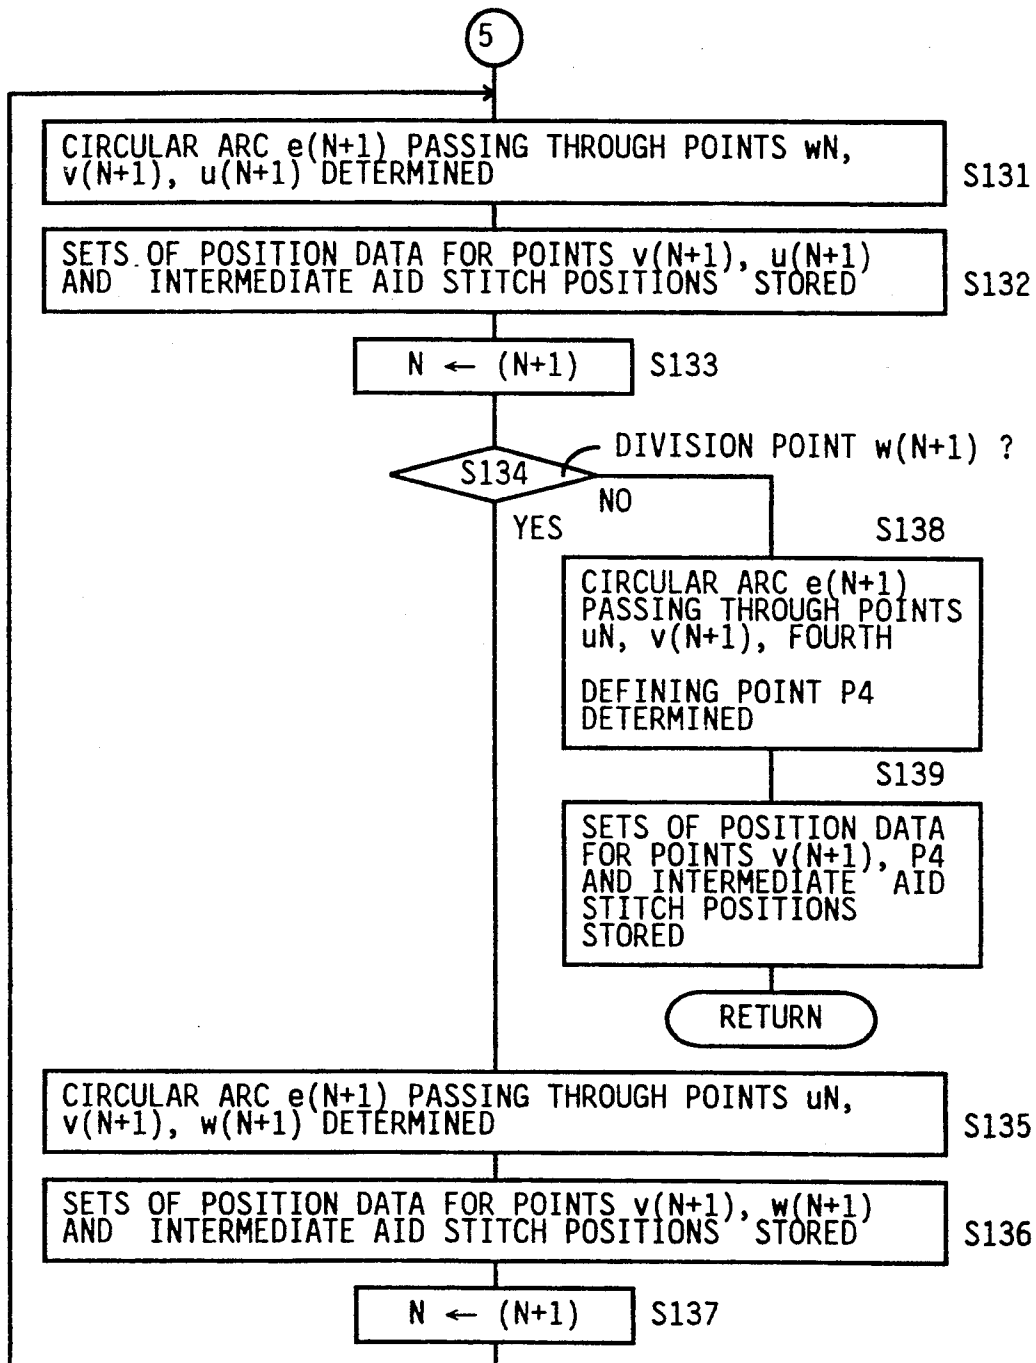 5
CIRCULAR ARC e(N+1) PASSING THROUGH POINTS wN,
v(N+1), u(N+1) DETERMINED
S131
SETS OF POSITION DATA FOR POINTS v(N+1), u(N+1)
AND INTERMEDIATE AID STITCH POSITIONS STORED
S132
N ← (N+1)
S133
DIVISION POINT w(N+1) ?
S134
NO
YES
S138
CIRCULAR ARC e(N+1)
PASSING THROUGH POINTS
uN, v(N+1), FOURTH
DEFINING POINT P4
DETERMINED
S139
SETS OF POSITION DATA
FOR POINTS v(N+1), P4
AND INTERMEDIATE AID
STITCH POSITIONS
STORED
RETURN
CIRCULAR ARC e(N+1) PASSING THROUGH POINTS uN,
v(N+1), w(N+1) DETERMINED
S135
SETS OF POSITION DATA FOR POINTS v(N+1), w(N+1)
AND INTERMEDIATE AID STITCH POSITIONS STORED
S136
N ← (N+1)
S137